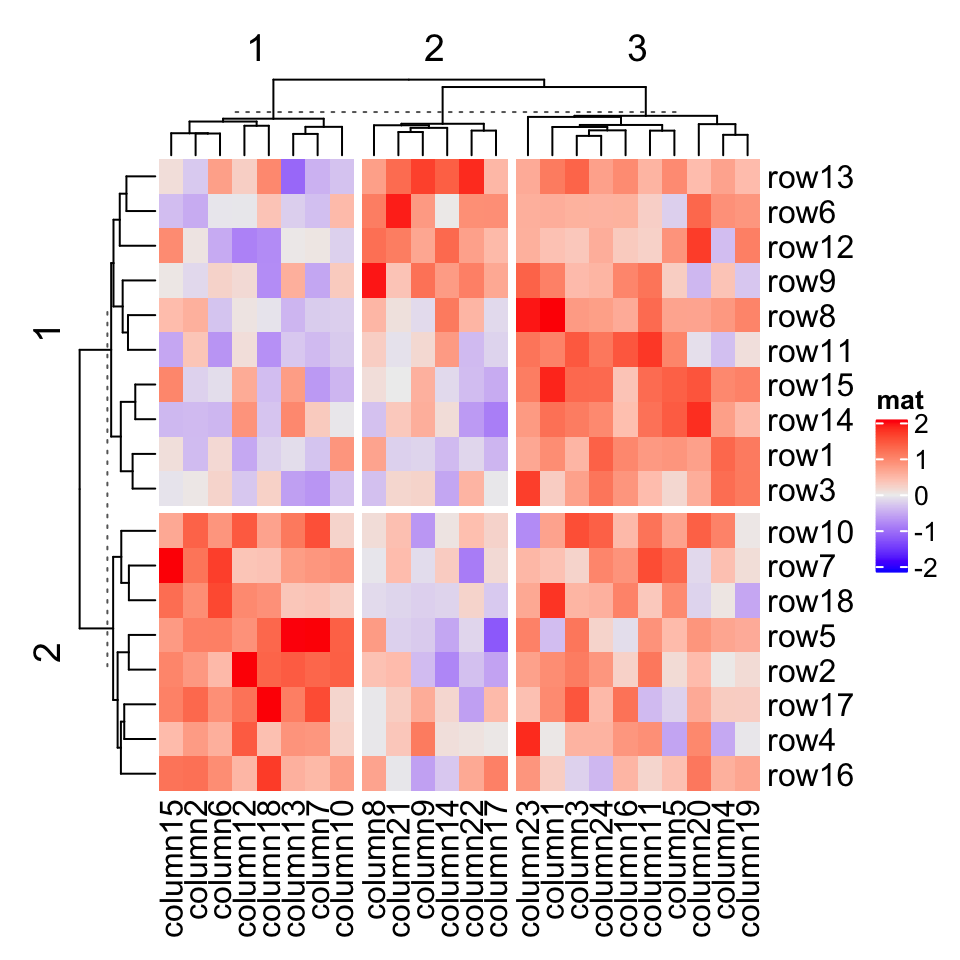 1 2 3
1
2
row13
row6
row12
row9
row8
row11
row15
row14
row1
row3
row10
row7
row18
row5
row2
row17
row4
row16
column15
column2
column6
column12
column18
column13
column7
column10
column8
column21
column9
column14
column22
column17
column23
column1
column3
column24
column16
column11
column5
column20
column4
column19
mat
2
1
0
-1
-2